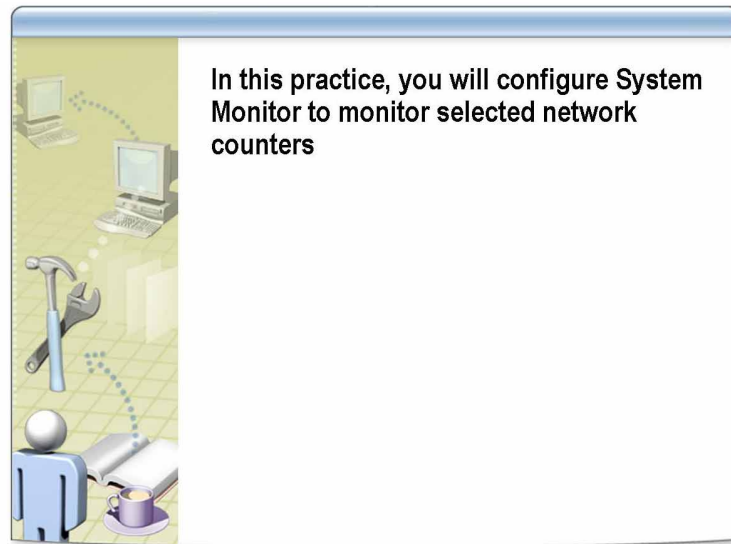 In this practice, you will configure System
Monitor to monitor selected network
counters